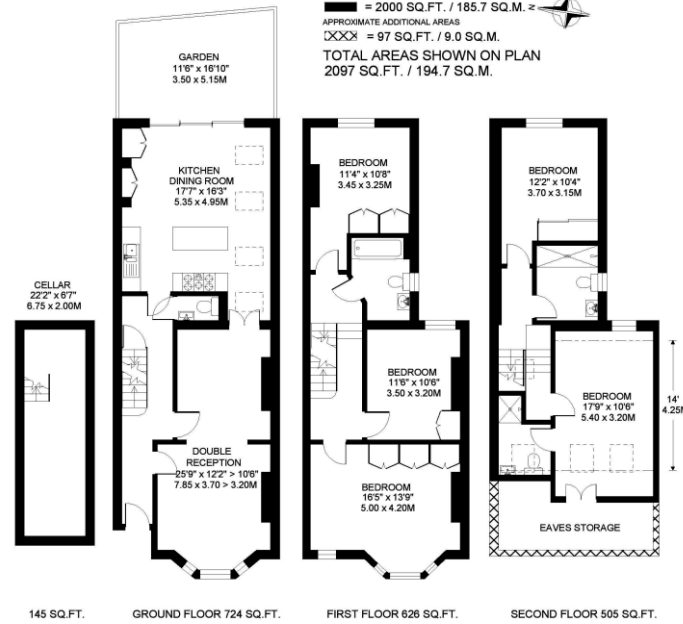 = 2000 SQ.FT. / 185.7 SQ.M.
z
APPROXIMATE ADDITIONAL AREAS
= 97 SQ.FT. / 9.0 SQ.M.
TOTAL AREAS SHOWN ON PLAN
2097 SQ.FT. / 194.7 SQ.M.
GARDEN
11'6" x 16'10"
3.50 x 5.15M
KITCHEN
DINING ROOM
17'7" x 16'3"
5.35 x 4.95M
BEDROOM
11'4" x 10'8"
3.45 x 3.25M
BEDROOM
12'2" x 10'4"
3.70 x 3.15M
CELLAR
22'2" x 6'7"
6.75 x 2.00M
BEDROOM
11'6" x 10'6"
3.50 x 3.20M
BEDROOM
17'9" x 10'6"
5.40 x 3.20M
14'
4.25M
DOUBLE
RECEPTION
25'9" x 12'2" > 10'6"
7.85 x 3.70 > 3.20M
BEDROOM
16'5" x 13'9"
5.00 x 4.20M
EAVES STORAGE
145 SQ.FT.
GROUND FLOOR 724 SQ.FT.
FIRST FLOOR 626 SQ.FT.
SECOND FLOOR 505 SQ.FT.